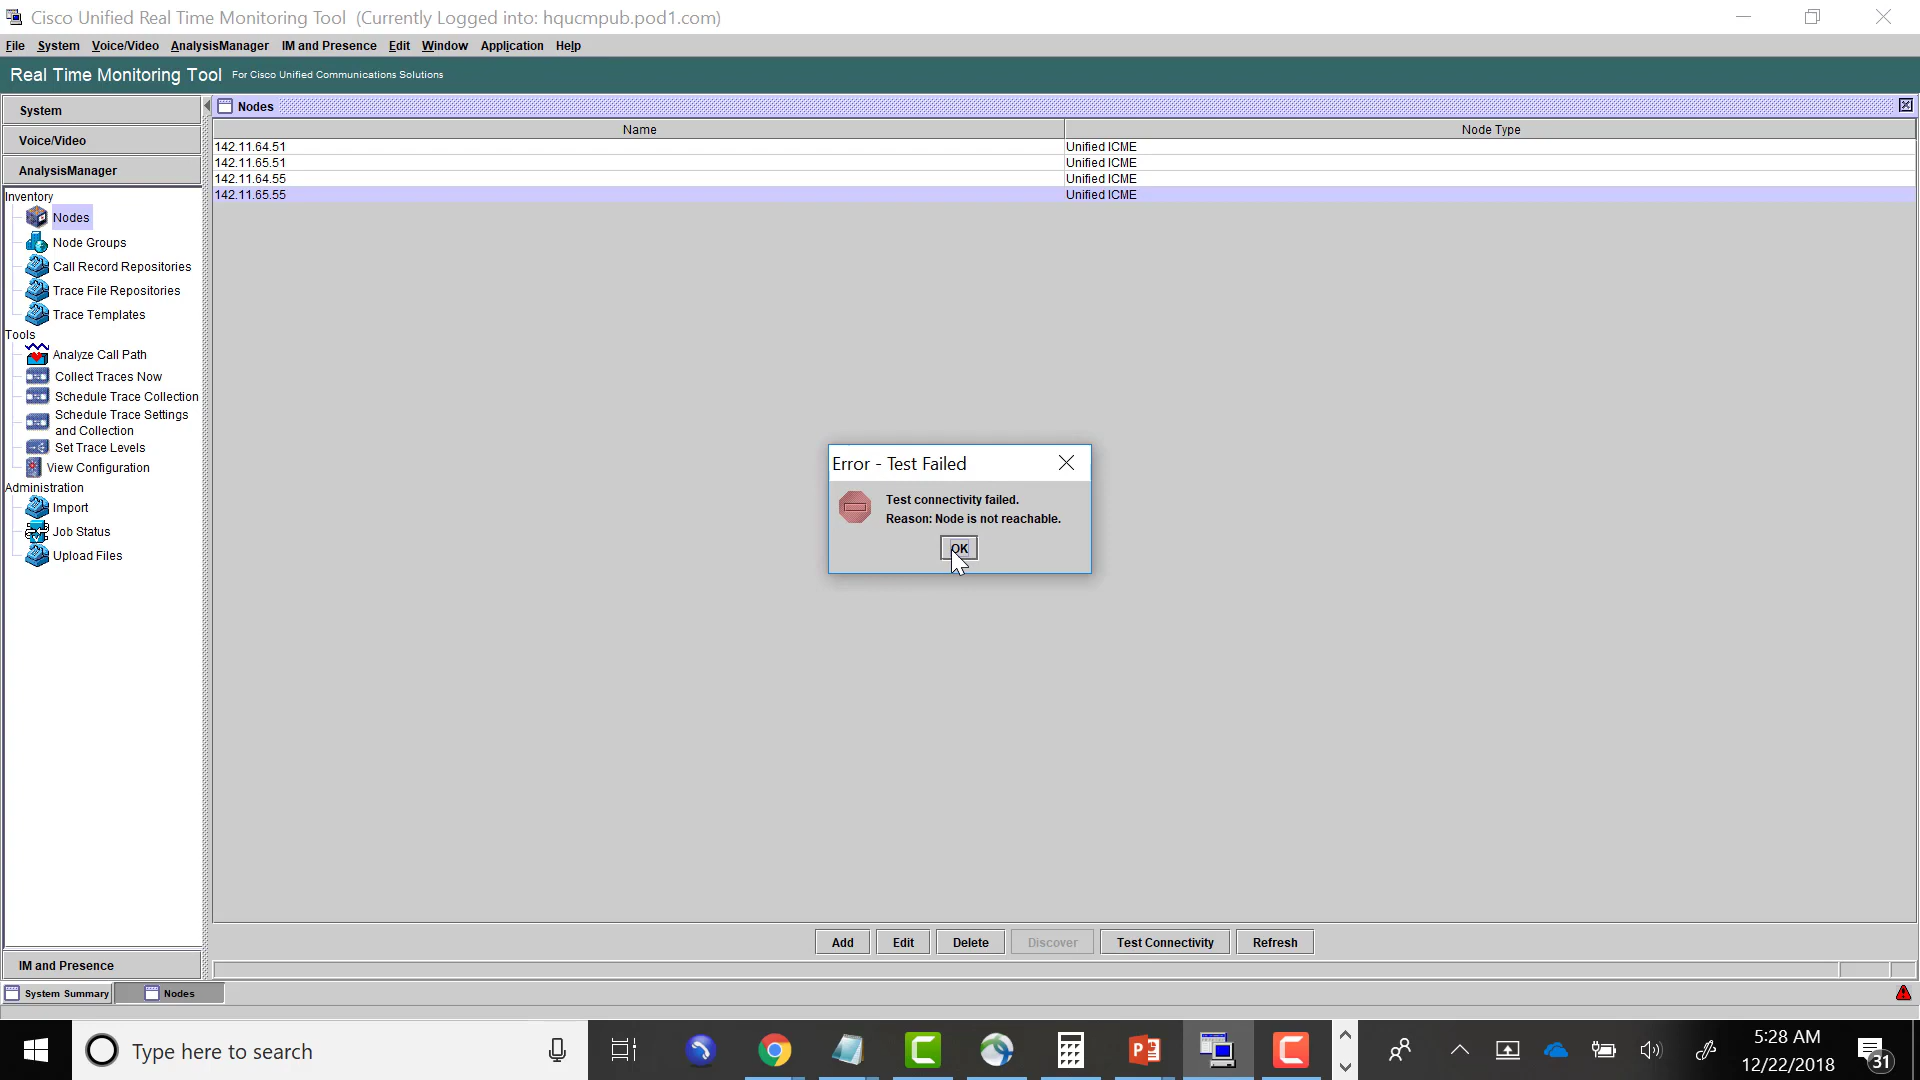 Cisco Unified Real Time Monitoring Tool (Currently Logged into: hqucmpub.pod1.com)
File System Voice/Video AnalysisManager IM and Presence Edit Window Application Help
Real Time Monitoring Tool For Cisco Unified Communications Solutions
System
Voice/Video
AnalysisManager
Inventory
Nodes
Node Groups
Call Record Repositories
Trace File Repositories
Trace Templates
Tools
Analyze Call Path
Collect Traces Now
Schedule Trace Collection
Schedule Trace Settings
and Collection
Set Trace Levels
View Configuration
Administration
Import
Job Status
Upload Files
IM and Presence
Nodes
Name Node Type
142.11.64.51 Unified ICME
142.11.65.51 Unified ICME
142.11.64.55 Unified ICME
142.11.65.55 Unified ICME
Error - Test Failed
Test connectivity failed.
Reason: Node is not reachable.
OK
Add Edit Delete Discover Test Connectivity Refresh
System Summary Nodes
Type here to search
5:28 AM
12/22/2018
31